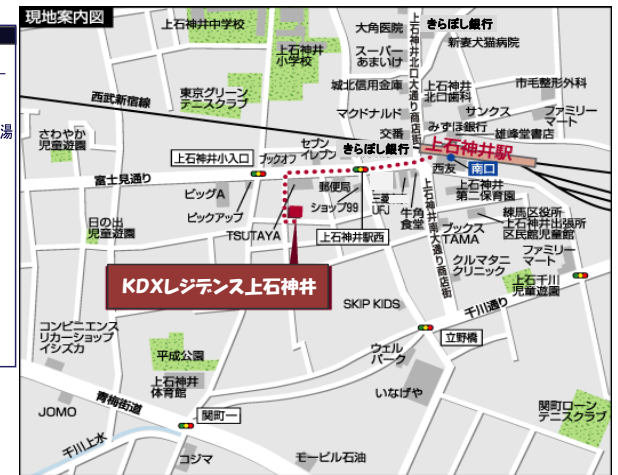 現地案内図
上石神井中学校
大角医院
きらぼし銀行
新妻犬猫病院
上石神井
小学校
スーパー
あまいけ
上石神井北口大通り商店街
城北信用金庫
上石神井
北口歯科
市毛整形外科
西武新宿線
東京グリーン
テニスクラブ
マクドナルド
サンクス
ファミリー
マート
湯
さわやか
児童遊園
交番
みずほ銀行
雄峰堂書店
上石神井小入口
ブックオフ
セブン
イレブン
きらぼし銀行
上石神井駅
西友
南口
富士見通り
ビッグA
郵便局
三菱
UFJ
上石神井
第二保育園
ピックアップ
ショップ99
牛角
食堂
上石神井南大通り商店街
練馬区役所
上石神井出張所
区民館児童館
日の出
児童遊園
TSUTAYA
上石神井駅西
ブックス
TAMA
クルマタニ
クリニック
ファミリー
マート
KDXレジデンス上石神井
上石千川
児童遊園
SKIP KIDS
千川通り
コンビニエンス
リカーショップ
イシズカ
立野橋
平成公園
ウェル
パーク
上石神井
体育館
いなげや
青梅街道
JOMO
関町一
関町ローン
テニスクラブ
千川上水
コジマ
モービル石油